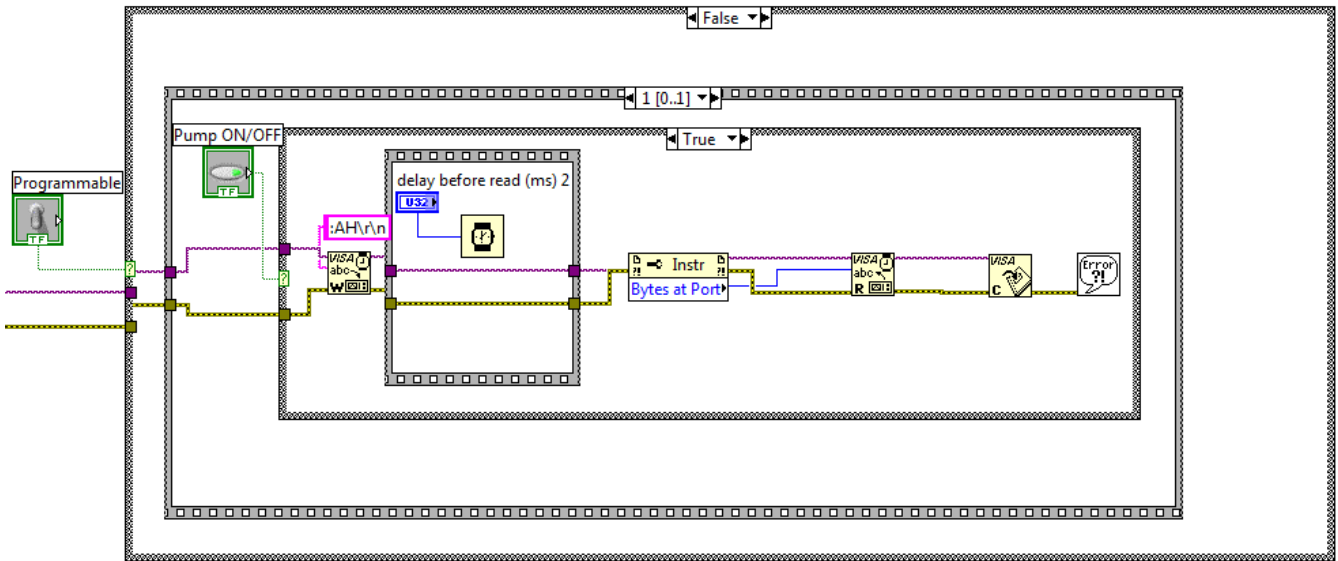 False
1 [0..1]
True
Pump ON/OFF
TF
Programmable
TF
delay before read (ms) 2
U32
:AH\r\n
VISA
abc
W
?!
Instr
?!
Bytes at Port
VISA
abc
R
VISA
C
Error
?!
?
?